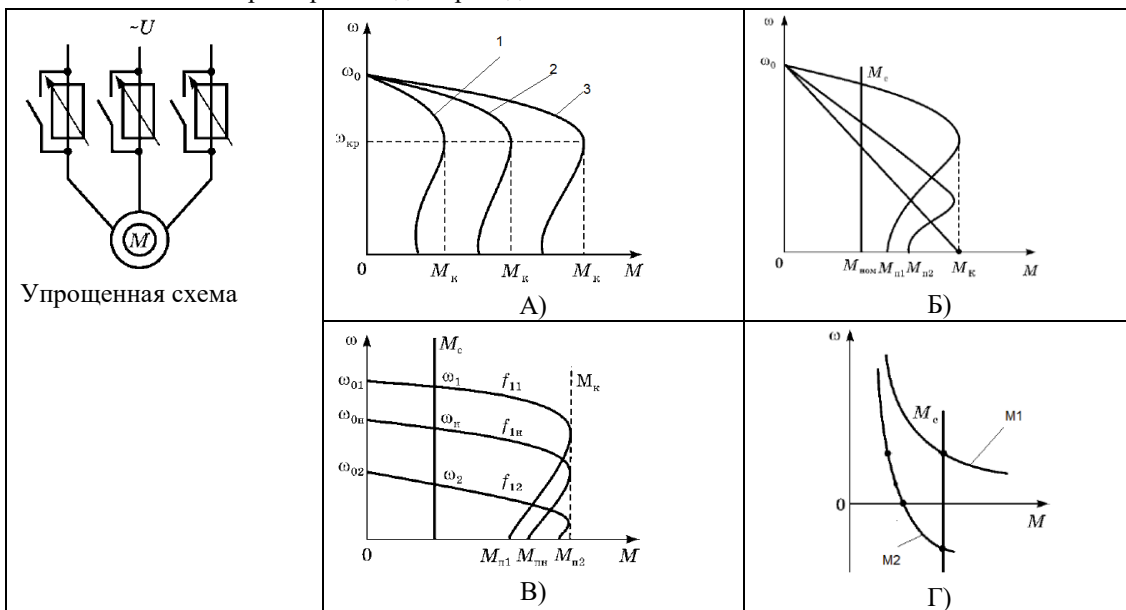 ~U
M
Упрощенная схема
ω
ω₀
ωкр
1
2
3
0
Mк
Mк
Mк
M
А)
ω
ω₀
Mс
0
Mном
Mп1
Mп2
Mк
M
Б)
ω
Mс
ω₀₁
ω₁
f₁₁
Mк
ω₀н
ωн
f₁н
ω₀₂
ω₂
f₁₂
0
Mп1
Mпн
Mп2
M
В)
ω
Mс
M1
0
M
M2
Г)